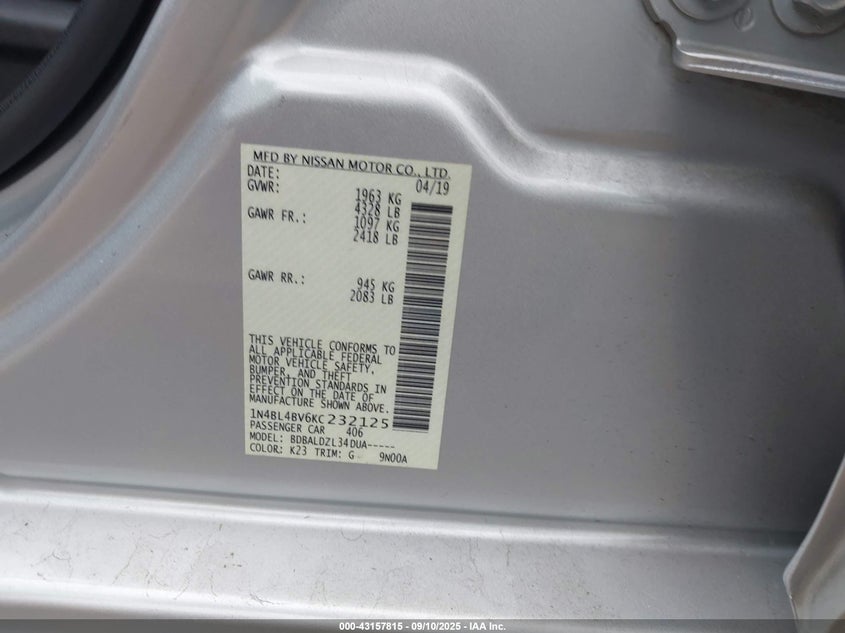 MFD BY NISSAN MOTOR CO., LTD.
DATE: 04/19
GVWR: 1963 KG
4328 LB
GAWR FR.: 1097 KG
2418 LB
GAWR RR.: 945 KG
2083 LB
THIS VEHICLE CONFORMS TO
ALL APPLICABLE FEDERAL
MOTOR VEHICLE SAFETY,
BUMPER, AND THEFT
PREVENTION STANDARDS IN
EFFECT ON THE DATE OF
MANUFACTURE SHOWN ABOVE.
1N4BL4BV6KC232125
PASSENGER CAR 406
MODEL: BDBALDZL34DUA-----
COLOR: K23 TRIM: G 9N00A
000-43157815 - 09/10/2025 - IAA Inc.